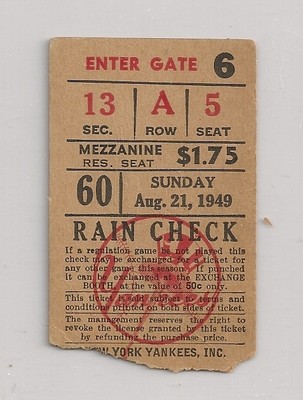 ENTER GATE 6
13 A 5
SEC. ROW SEAT
MEZZANINE
RES. SEAT $1.75
60 SUNDAY
Aug. 21, 1949
RAIN CHECK
If a regulation game be not played this
check may be exchanged for a ticket for
any other game this season. If punched it
can be exchanged at the EXCHANGE
BOOTH, at the value of 50c only.
This ticket is sold subject to terms and
conditions printed on both sides of ticket.
The management reserves the right to
revoke the license granted by this ticket
by refunding the purchase price.
NEW YORK YANKEES, INC.